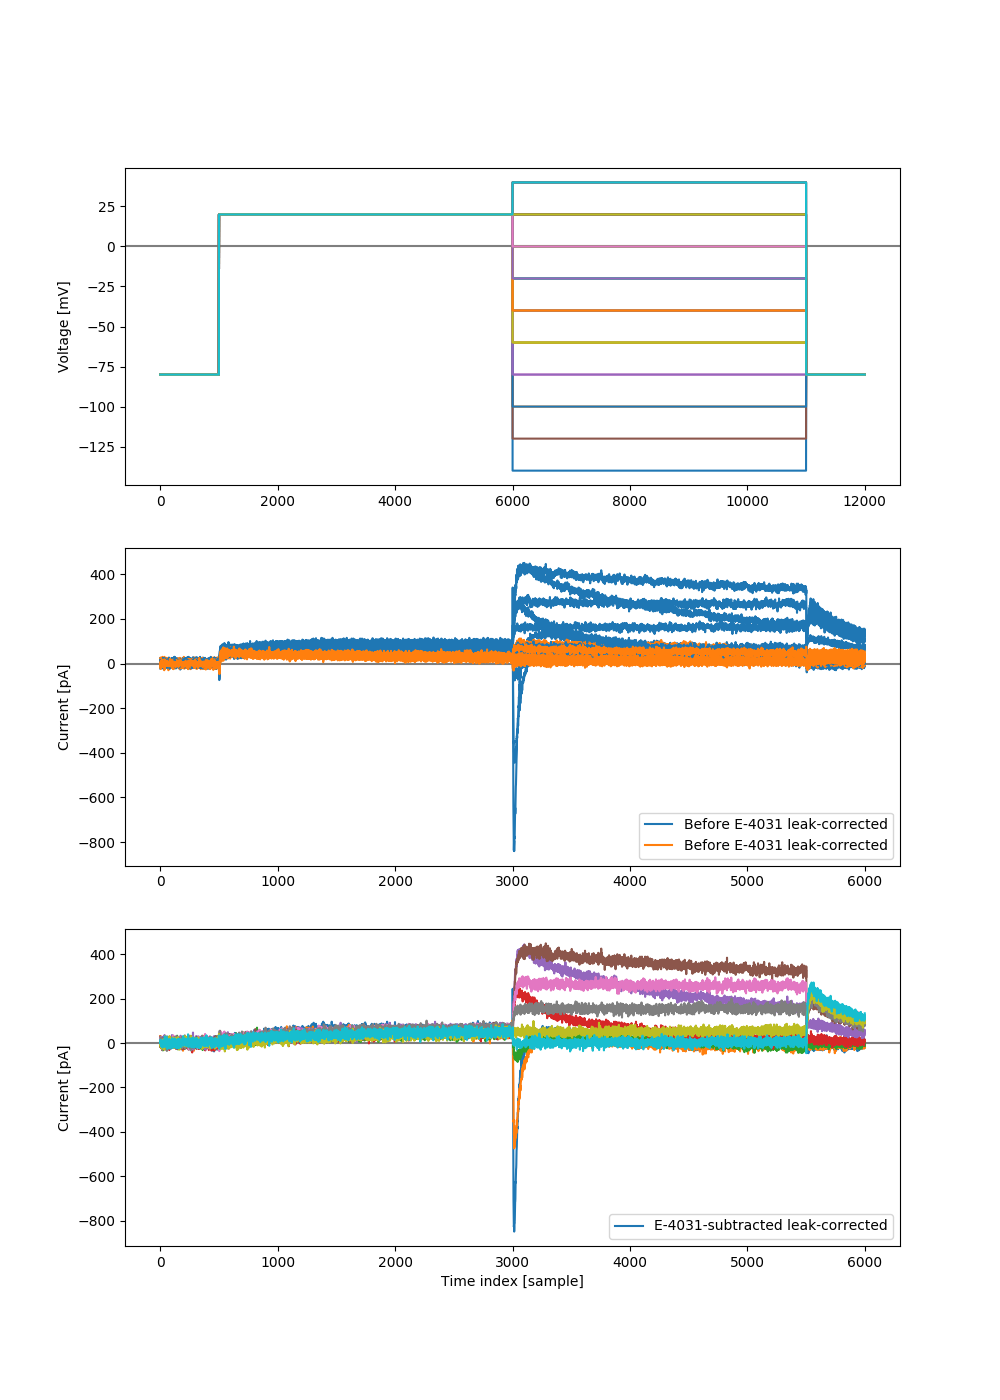 25
0
−25
−50
−75
−100
−125
Voltage [mV]
0 2000 4000 6000 8000 10000 12000
400
200
0
−200
−400
−600
−800
Current [pA]
Before E-4031 leak-corrected
Before E-4031 leak-corrected
0 1000 2000 3000 4000 5000 6000
400
200
0
−200
−400
−600
−800
Current [pA]
E-4031-subtracted leak-corrected
0 1000 2000 3000 4000 5000 6000
Time index [sample]